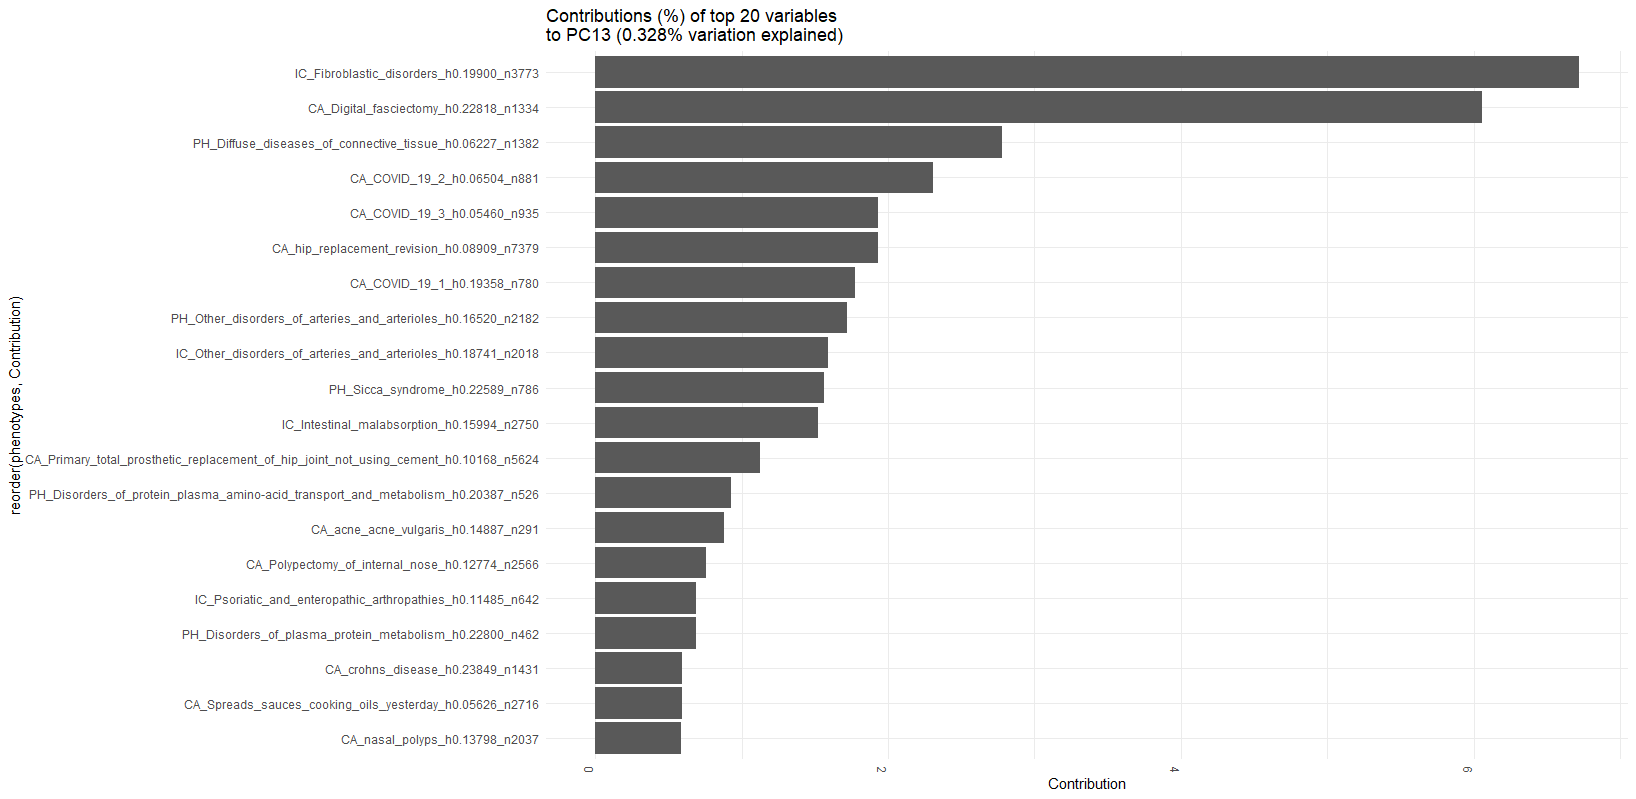 Contributions (%) of top 20 variables
to PC13 (0.328% variation explained)
reorder(phenotypes, Contribution)
IC_Fibroblastic_disorders_h0.19900_n3773
CA_Digital_fasciectomy_h0.22818_n1334
PH_Diffuse_diseases_of_connective_tissue_h0.06227_n1382
CA_COVID_19_2_h0.06504_n881
CA_COVID_19_3_h0.05460_n935
CA_hip_replacement_revision_h0.08909_n7379
CA_COVID_19_1_h0.19358_n780
PH_Other_disorders_of_arteries_and_arterioles_h0.16520_n2182
IC_Other_disorders_of_arteries_and_arterioles_h0.18741_n2018
PH_Sicca_syndrome_h0.22589_n786
IC_Intestinal_malabsorption_h0.15994_n2750
CA_Primary_total_prosthetic_replacement_of_hip_joint_not_using_cement_h0.10168_n5624
PH_Disorders_of_protein_plasma_amino-acid_transport_and_metabolism_h0.20387_n526
CA_acne_acne_vulgaris_h0.14887_n291
CA_Polypectomy_of_internal_nose_h0.12774_n2566
IC_Psoriatic_and_enteropathic_arthropathies_h0.11485_n642
PH_Disorders_of_plasma_protein_metabolism_h0.22800_n462
CA_crohns_disease_h0.23849_n1431
CA_Spreads_sauces_cooking_oils_yesterday_h0.05626_n2716
CA_nasal_polyps_h0.13798_n2037
0 2 4 6
Contribution